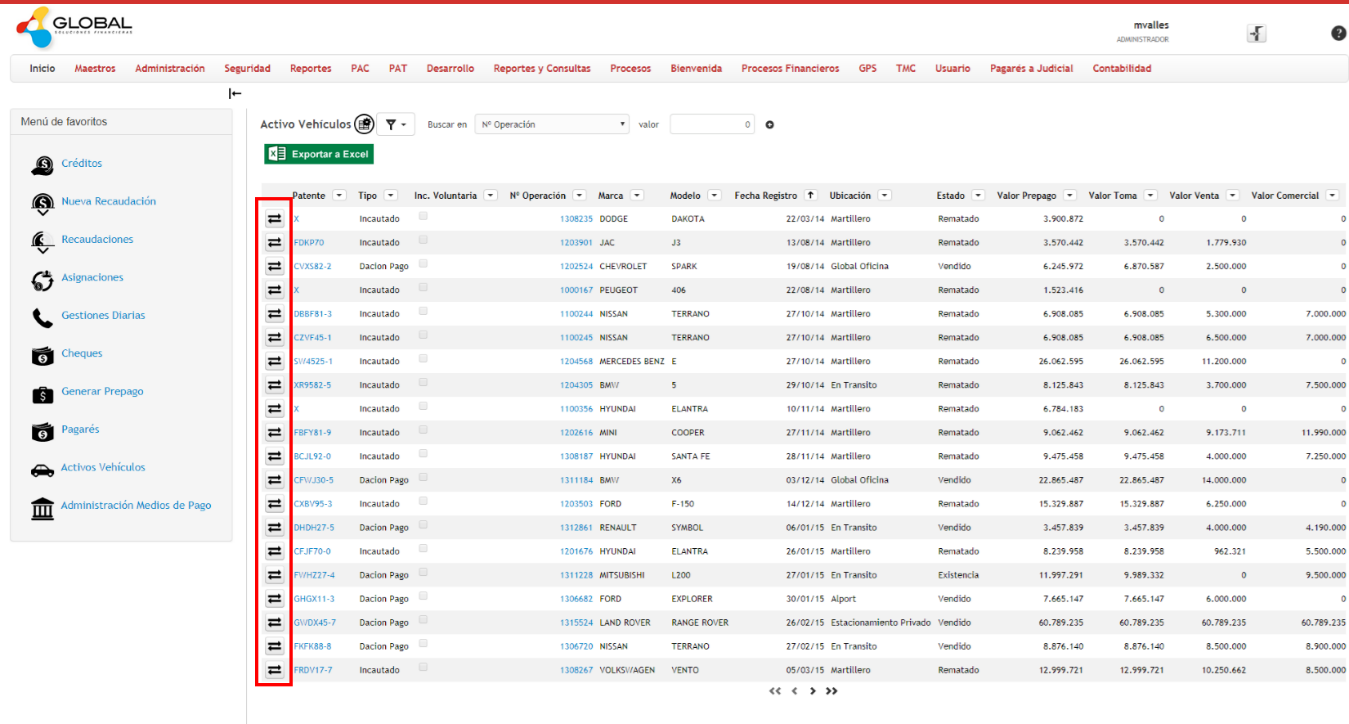 GLOBAL
SOLUCIONES FINANCIERAS
mvalles
ADMINISTRADOR
?
Inicio Maestros Administración Seguridad Reportes PAC PAT Desarrollo Reportes y Consultas Procesos Bienvenida Procesos Financieros GPS TMC Usuario Pagarés a Judicial Contabilidad
Menú de favoritos
Créditos
Nueva Recaudación
Recaudaciones
Asignaciones
Gestiones Diarias
Cheques
Generar Prepago
Pagarés
Activos Vehículos
Administración Medios de Pago
Activo Vehículos Buscar en Nº Operación valor 0
Exportar a Excel
Patente Tipo Inc. Voluntaria Nº Operación Marca Modelo Fecha Registro Ubicación Estado Valor Prepago Valor Toma Valor Venta Valor Comercial
X Incautado 1308235 DODGE DAKOTA 22/03/14 Martillero Rematado 3.900.872 0 0 0
FDKP70 Incautado 1203901 JAC J3 13/08/14 Martillero Rematado 3.570.442 3.570.442 1.779.930 0
CVXS82-2 Dacion Pago 1202524 CHEVROLET SPARK 19/08/14 Global Oficina Vendido 6.245.972 6.870.587 2.500.000 0
X Incautado 1000167 PEUGEOT 406 22/08/14 Martillero Rematado 1.523.416 0 0 0
DBBF81-3 Incautado 1100244 NISSAN TERRANO 27/10/14 Martillero Rematado 6.908.085 6.908.085 5.300.000 7.000.000
CZYF45-1 Incautado 1100245 NISSAN TERRANO 27/10/14 Martillero Rematado 6.908.085 6.908.085 6.500.000 7.000.000
SW4525-1 Incautado 1204568 MERCEDES BENZ E 27/10/14 Martillero Rematado 26.062.595 26.062.595 11.200.000 0
XR9582-5 Incautado 1204305 BMW 5 29/10/14 En Transito Rematado 8.125.843 8.125.843 3.700.000 7.500.000
X Incautado 1100356 HYUNDAI ELANTRA 10/11/14 Martillero Rematado 6.784.183 0 0 0
FBFY81-9 Incautado 1202616 MINI COOPER 27/11/14 Martillero Rematado 9.062.462 9.062.462 9.173.711 11.990.000
BCJL92-0 Incautado 1308187 HYUNDAI SANTA FE 28/11/14 Martillero Rematado 9.475.458 9.475.458 4.000.000 7.250.000
CFWJ30-5 Dacion Pago 1311184 BMW X6 03/12/14 Global Oficina Vendido 22.865.487 22.865.487 14.000.000 0
CXBV95-3 Incautado 1203503 FORD F-150 14/12/14 Martillero Rematado 15.329.887 15.329.887 6.250.000 0
DHDH27-5 Dacion Pago 1312861 RENAULT SYMBOL 06/01/15 En Transito Vendido 3.457.839 3.457.839 4.000.000 4.190.000
CFJF70-0 Incautado 1201676 HYUNDAI ELANTRA 26/01/15 Martillero Rematado 8.239.958 8.239.958 962.321 5.500.000
FWHZ27-4 Dacion Pago 1311228 MITSUBISHI L200 27/01/15 En Transito Existencia 11.997.291 9.989.332 0 9.500.000
GHGX11-3 Dacion Pago 1306682 FORD EXPLORER 30/01/15 Alport Vendido 7.665.147 7.665.147 6.000.000 0
GWDX45-7 Dacion Pago 1315524 LAND ROVER RANGE ROVER 26/02/15 Estacionamiento Privado Vendido 60.789.235 60.789.235 60.789.235 60.789.235
FKFK88-8 Dacion Pago 1306720 NISSAN TERRANO 27/02/15 En Transito Vendido 8.876.140 8.876.140 8.500.000 8.900.000
FRDV17-7 Incautado 1308267 VOLKSWAGEN VENTO 05/03/15 Martillero Rematado 12.999.721 12.999.721 10.250.662 8.500.000